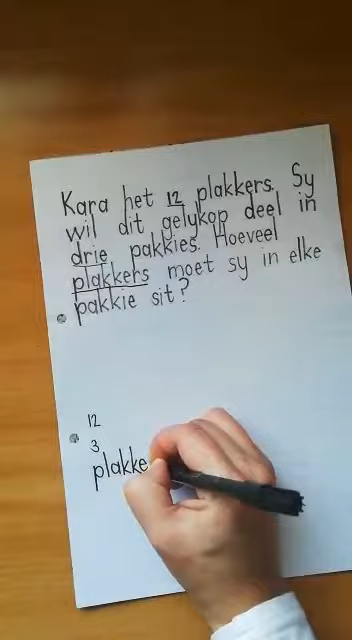 Kara het 12 plakkers. Sy
wil dit gelykop deel in
drie pakkies. Hoeveel
plakkers moet sy in elke
pakkie sit?
12
3
plakke